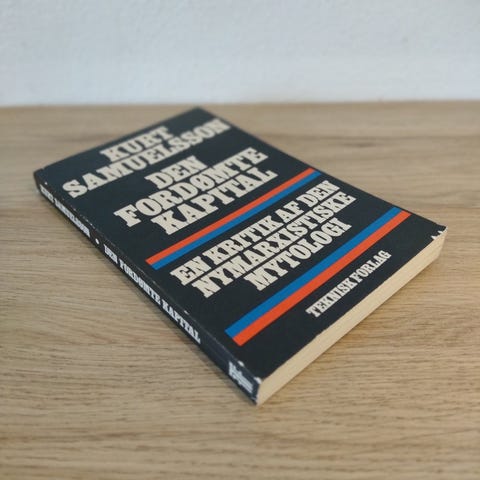 KURT
SAMUELSSON
DEN
FORDØMTE
KAPITAL
EN KRITIK AF DEN
NYMARXISTISKE
MYTOLOGI
TEKNISK FORLAG
KURT SAMUELSSON • DEN FORDØMTE KAPITAL